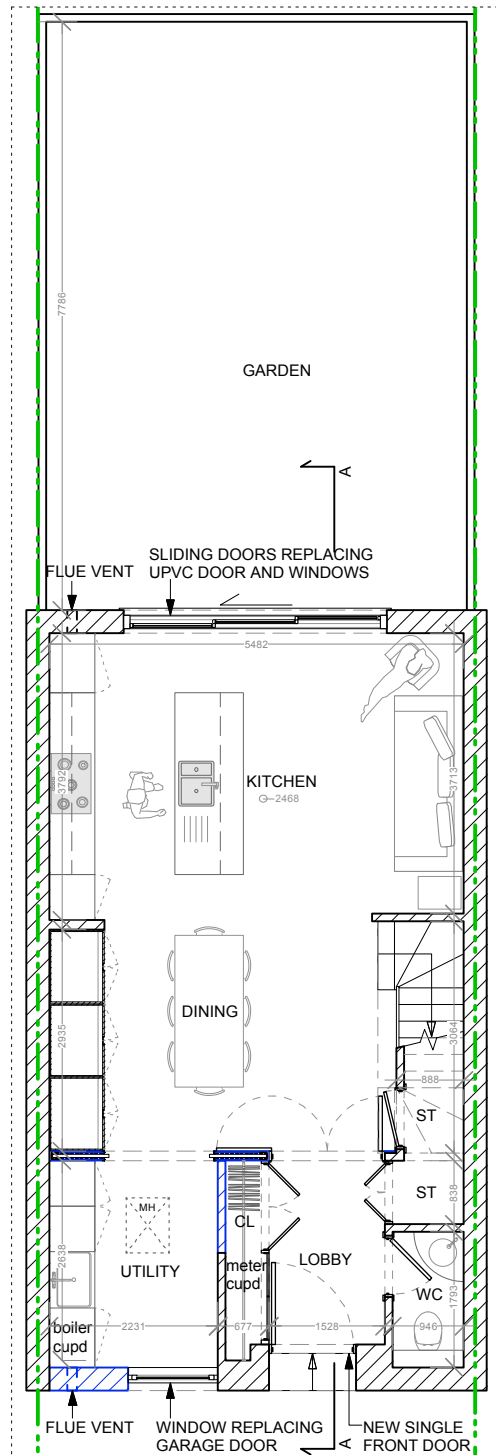 7786
GARDEN
A
SLIDING DOORS REPLACING
UPVC DOOR AND WINDOWS
FLUE VENT
5482
3792
KITCHEN
2468
3713
DINING
2935
3064
888
ST
ST
838
MH
CL
UTILITY
meter
cupd
LOBBY
2638
WC
1793
boiler
cupd
2231
677
1528
946
FLUE VENT
WINDOW REPLACING
GARAGE DOOR
A
NEW SINGLE
FRONT DOOR